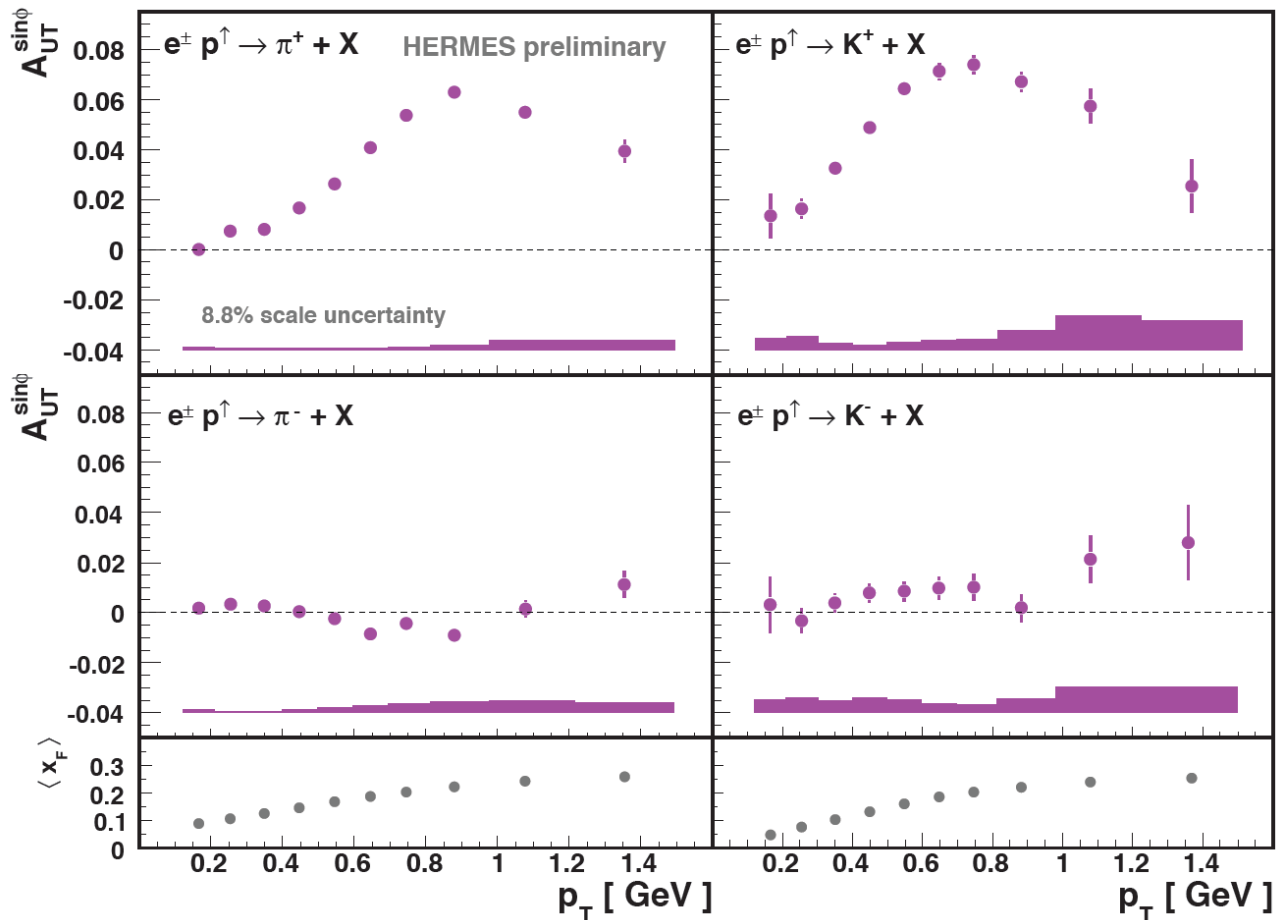 A_UT^sinϕ
e± p↑ → π+ + X
HERMES preliminary
e± p↑ → K+ + X
0.08
0.06
0.04
0.02
0
-0.02
8.8% scale uncertainty
-0.04
A_UT^sinϕ
e± p↑ → π- + X
e± p↑ → K- + X
0.08
0.06
0.04
0.02
0
-0.02
-0.04
⟨ x_F ⟩
0.3
0.2
0.1
0
0.2 0.4 0.6 0.8 1 1.2 1.4
0.2 0.4 0.6 0.8 1 1.2 1.4
p_T [ GeV ]
p_T [ GeV ]